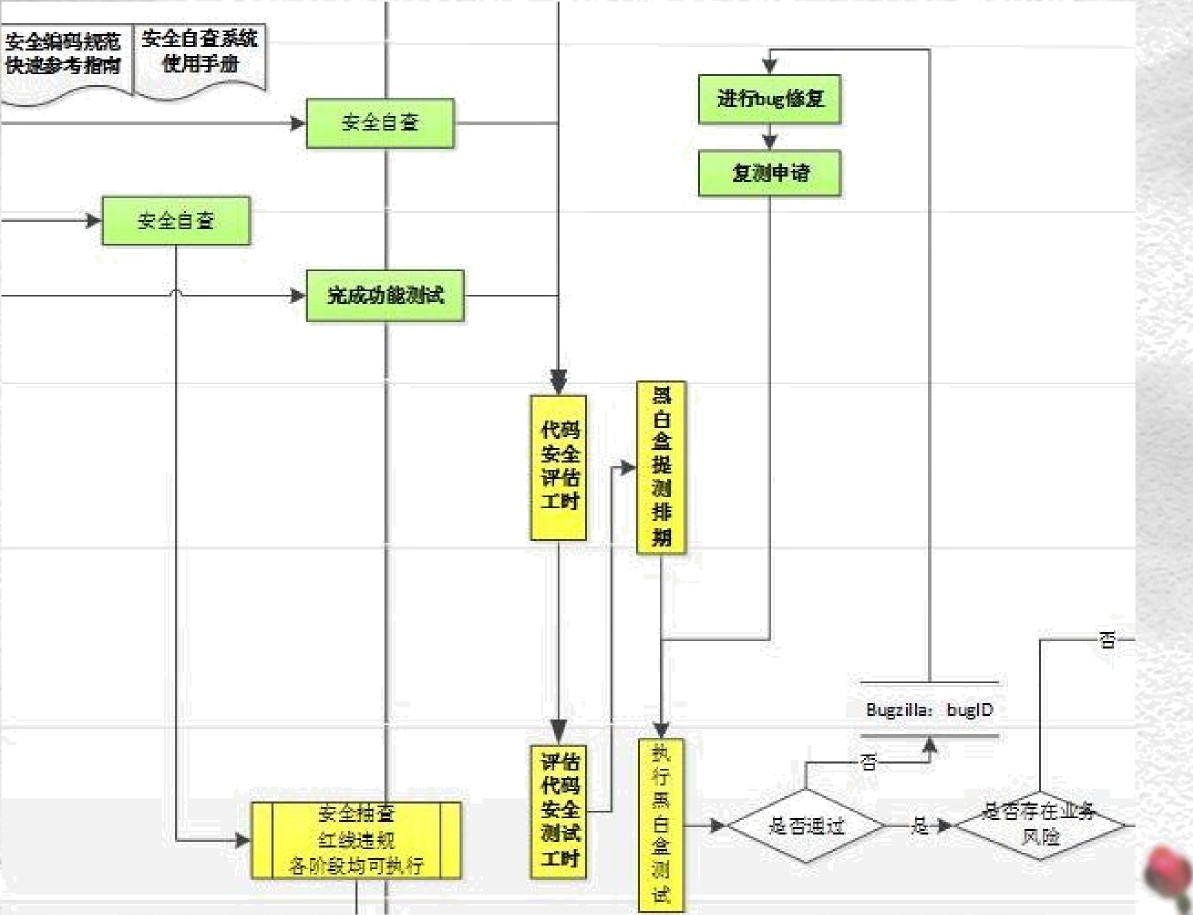 安全编码规范
快速参考指南
安全自查系统
使用手册
进行bug修复
安全自查
复测申请
安全自查
完成功能测试
代码
安全
评估
工时
黑
白
盒
提
测
排
期
否
Bugzilla: bugID
否
评估
代码
安全
测试
工时
执
行
黑
白
盒
测
试
是否通过
是
是否存在业务
风险
安全抽查
红线违规
各阶段均可执行